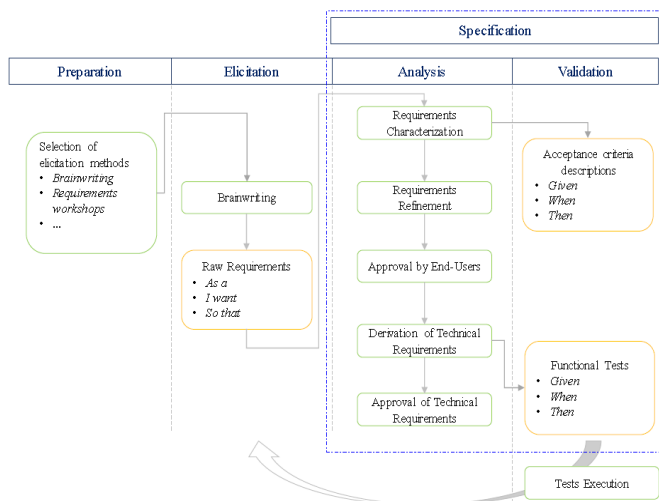 Specification
Preparation
Elicitation
Analysis
Validation
Selection of
elicitation methods
• Brainwriting
• Requirements
workshops
• ...
Brainwriting
Raw Requirements
• As a
• I want
• So that
Requirements
Characterization
Requirements
Refinement
Approval by End-Users
Derivation of Technical
Requirements
Approval of Technical
Requirements
Acceptance criteria
descriptions
• Given
• When
• Then
Functional Tests
• Given
• When
• Then
Tests Execution